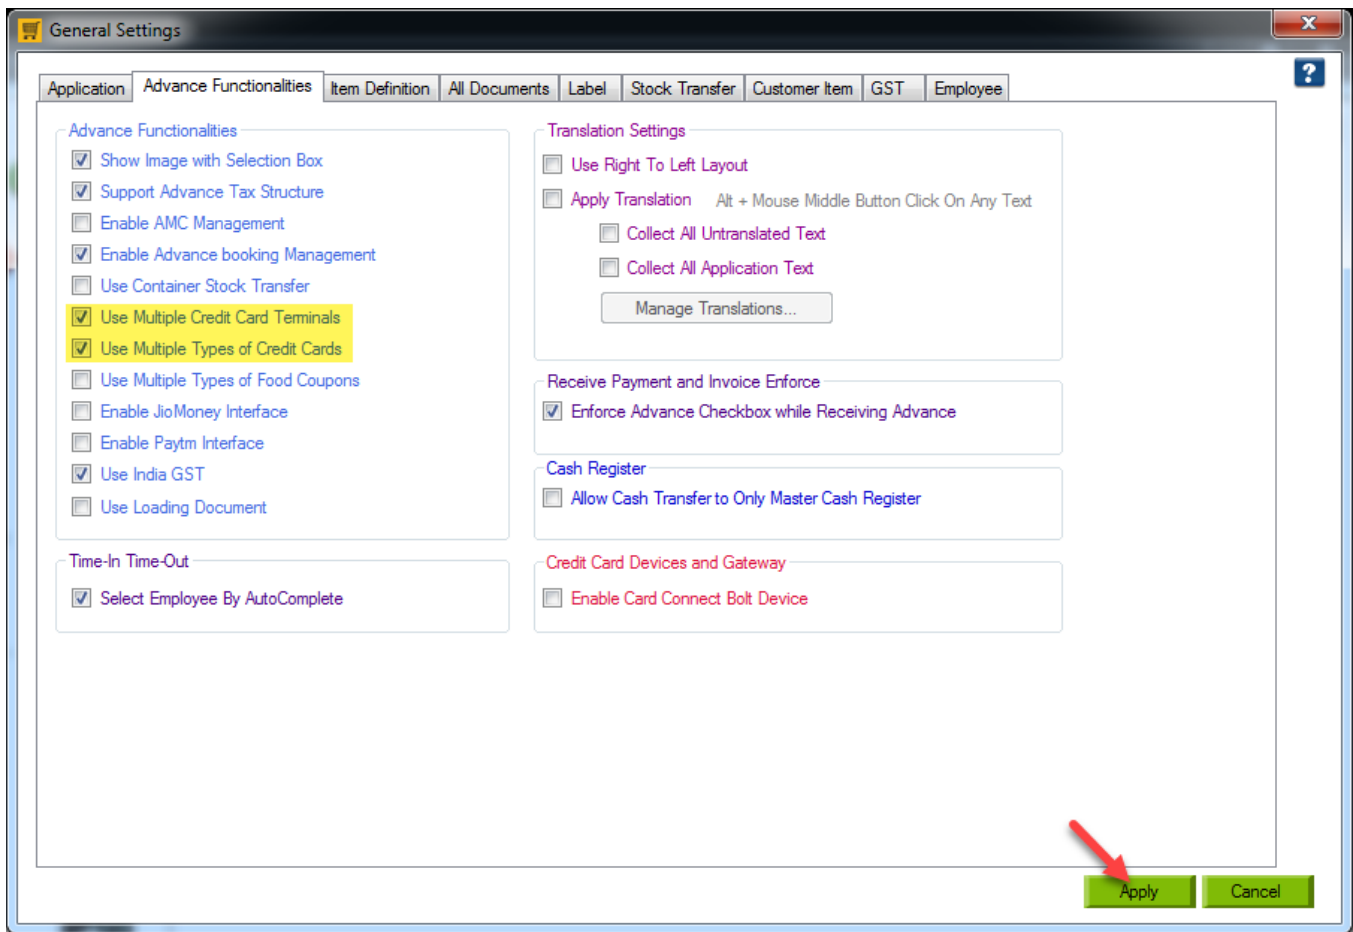 General Settings
x
?
Application Advance Functionalities Item Definition All Documents Label Stock Transfer Customer Item GST Employee
Advance Functionalities
Show Image with Selection Box
Support Advance Tax Structure
Enable AMC Management
Enable Advance booking Management
Use Container Stock Transfer
Use Multiple Credit Card Terminals
Use Multiple Types of Credit Cards
Use Multiple Types of Food Coupons
Enable JioMoney Interface
Enable Paytm Interface
Use India GST
Use Loading Document
Time-In Time-Out
Select Employee By AutoComplete
Translation Settings
Use Right To Left Layout
Apply Translation Alt + Mouse Middle Button Click On Any Text
Collect All Untranslated Text
Collect All Application Text
Manage Translations...
Receive Payment and Invoice Enforce
Enforce Advance Checkbox while Receiving Advance
Cash Register
Allow Cash Transfer to Only Master Cash Register
Credit Card Devices and Gateway
Enable Card Connect Bolt Device
Apply Cancel